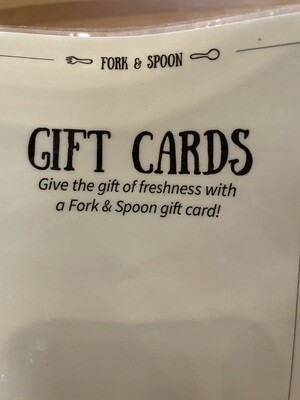 FORK & SPOON
GIFT CARDS
Give the gift of freshness with
a Fork & Spoon gift card!